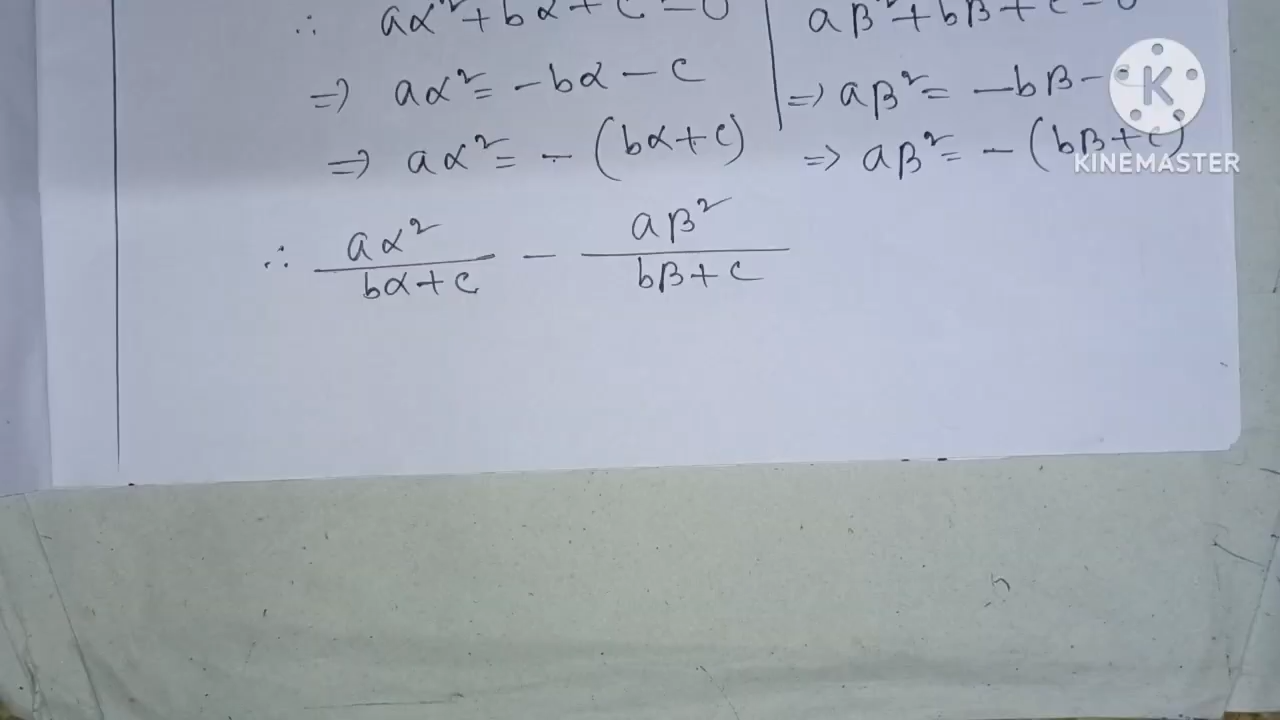 ∴ aα² + bα + c = 0 | aβ² + bβ + c = 0
⇒ aα² = -bα - c | ⇒ aβ² = -bβ -
⇒ aα² = - (bα+c) ⇒ aβ² = - (bβ+c)
KINEMASTER
∴ aα² / bα+c - aβ² / bβ+c